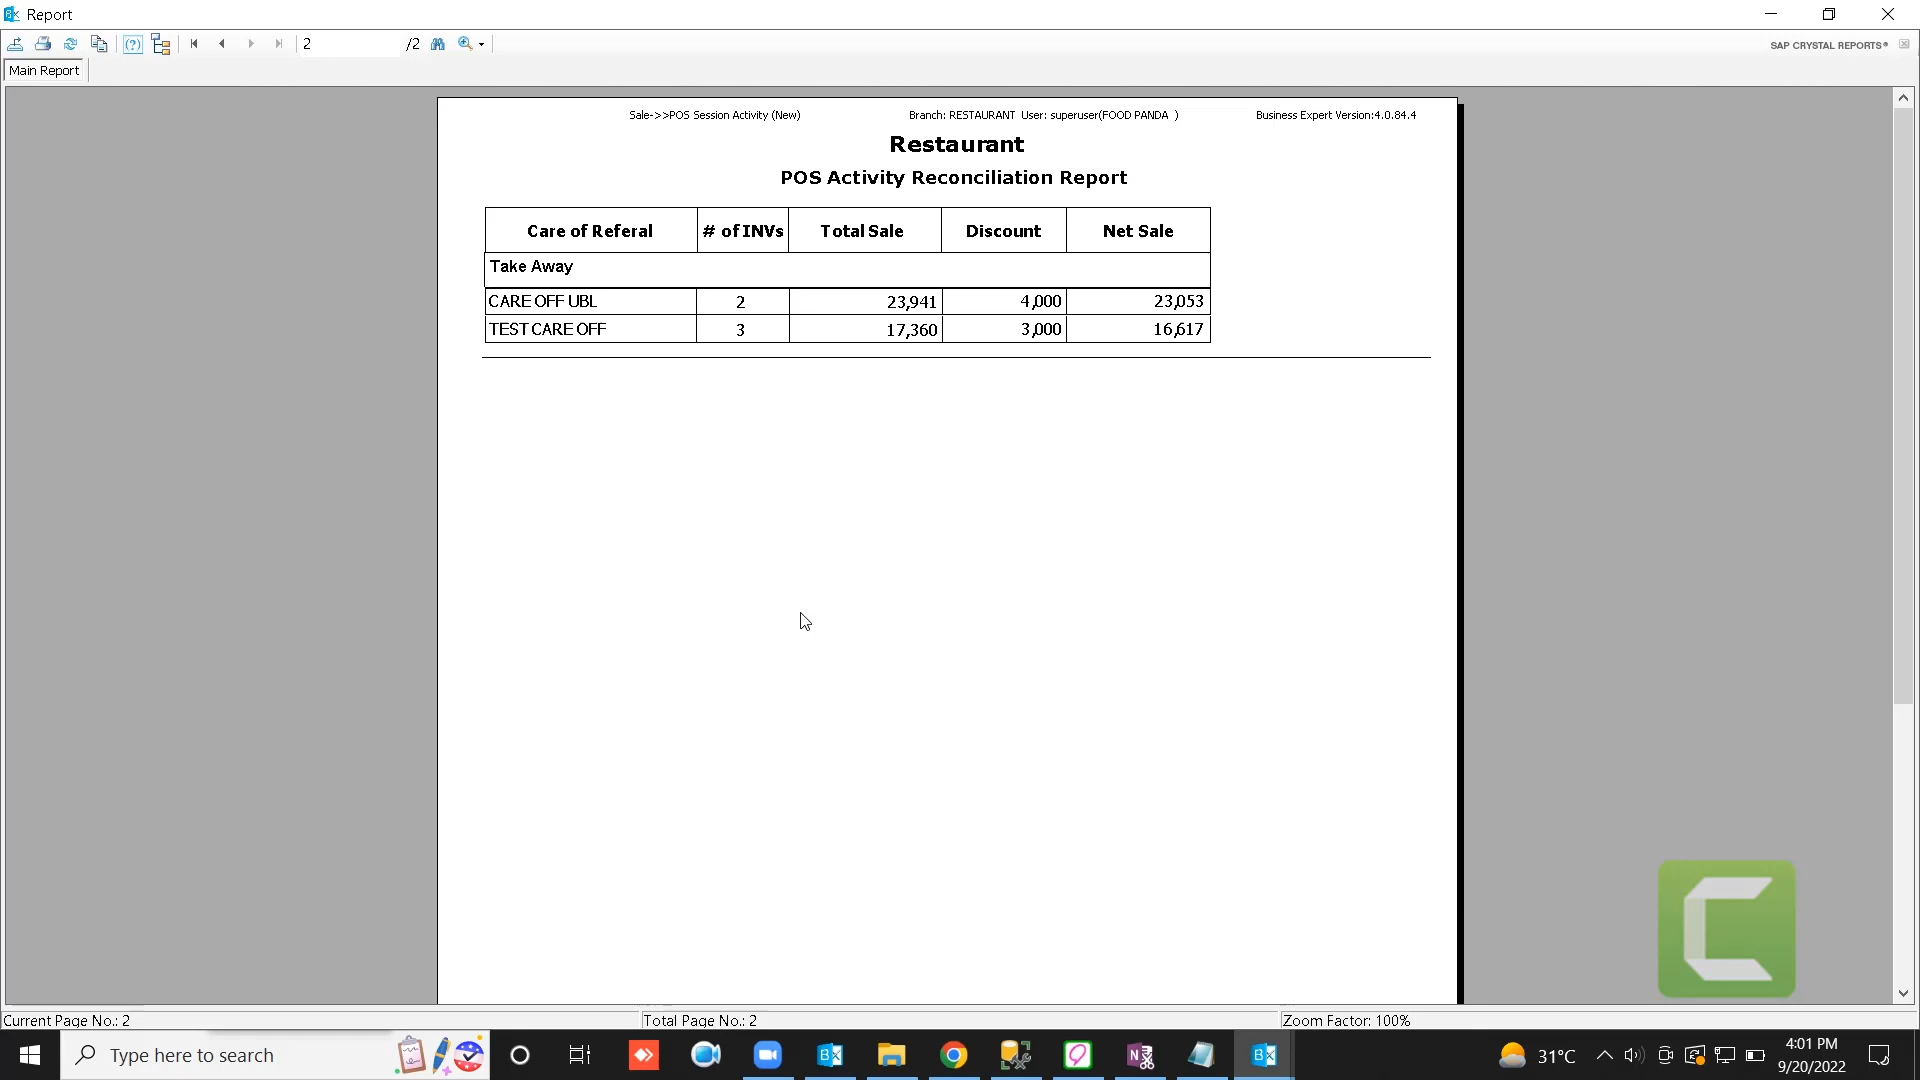 Report
2 /2
SAP CRYSTAL REPORTS®
Main Report
Sale->>POS Session Activity (New) Branch: RESTAURANT User: superuser(FOOD PANDA ) Business Expert Version:4.0.84.4
Restaurant
POS Activity Reconciliation Report
Care of Referal # of INVs Total Sale Discount Net Sale
Take Away
CARE OFF UBL 2 23,941 4,000 23,053
TEST CARE OFF 3 17,360 3,000 16,617
Current Page No.: 2 Total Page No.: 2 Zoom Factor: 100%
Type here to search 31°C 4:01 PM
9/20/2022